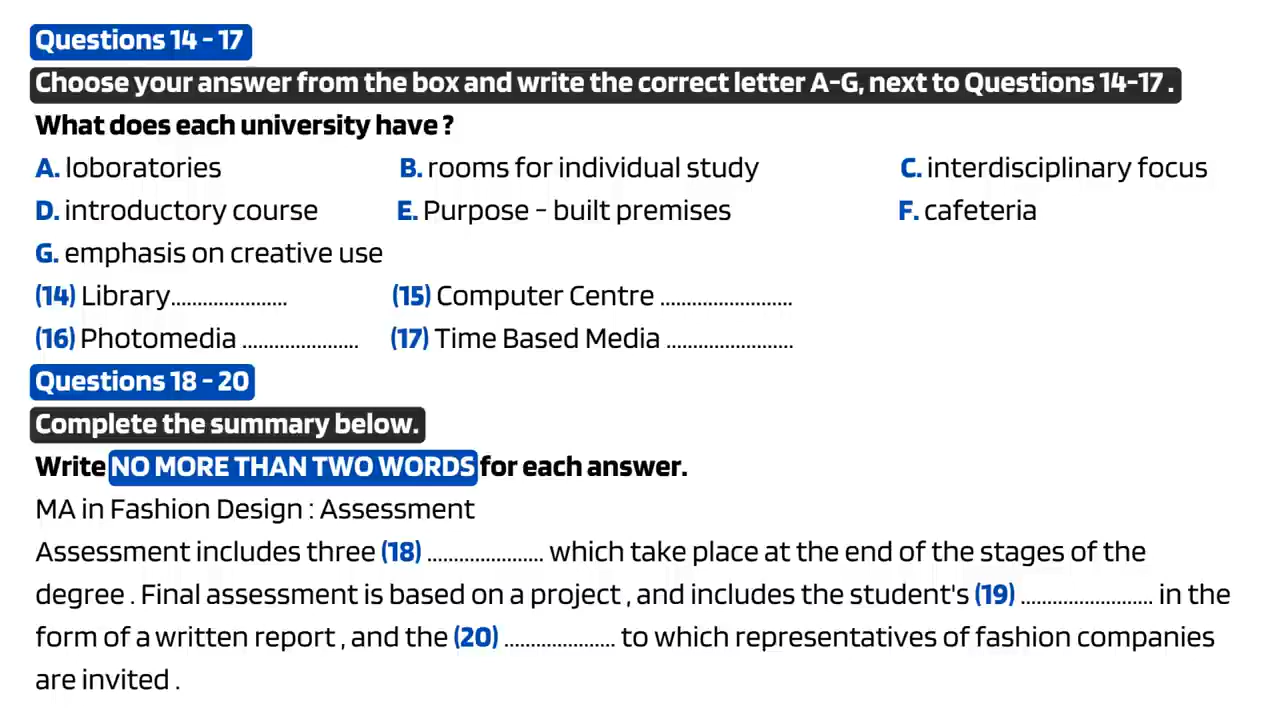 Questions 14 - 17
Choose your answer from the box and write the correct letter A-G, next to Questions 14-17 .
What does each university have ?
A. loboratories B. rooms for individual study C. interdisciplinary focus
D. introductory course E. Purpose - built premises F. cafeteria
G. emphasis on creative use
(14) Library...................... (15) Computer Centre .........................
(16) Photomedia ...................... (17) Time Based Media ........................
Questions 18 - 20
Complete the summary below.
Write NO MORE THAN TWO WORDS for each answer.
MA in Fashion Design : Assessment
Assessment includes three (18) ...................... which take place at the end of the stages of the
degree . Final assessment is based on a project , and includes the student's (19) ......................... in the
form of a written report , and the (20) ..................... to which representatives of fashion companies
are invited .